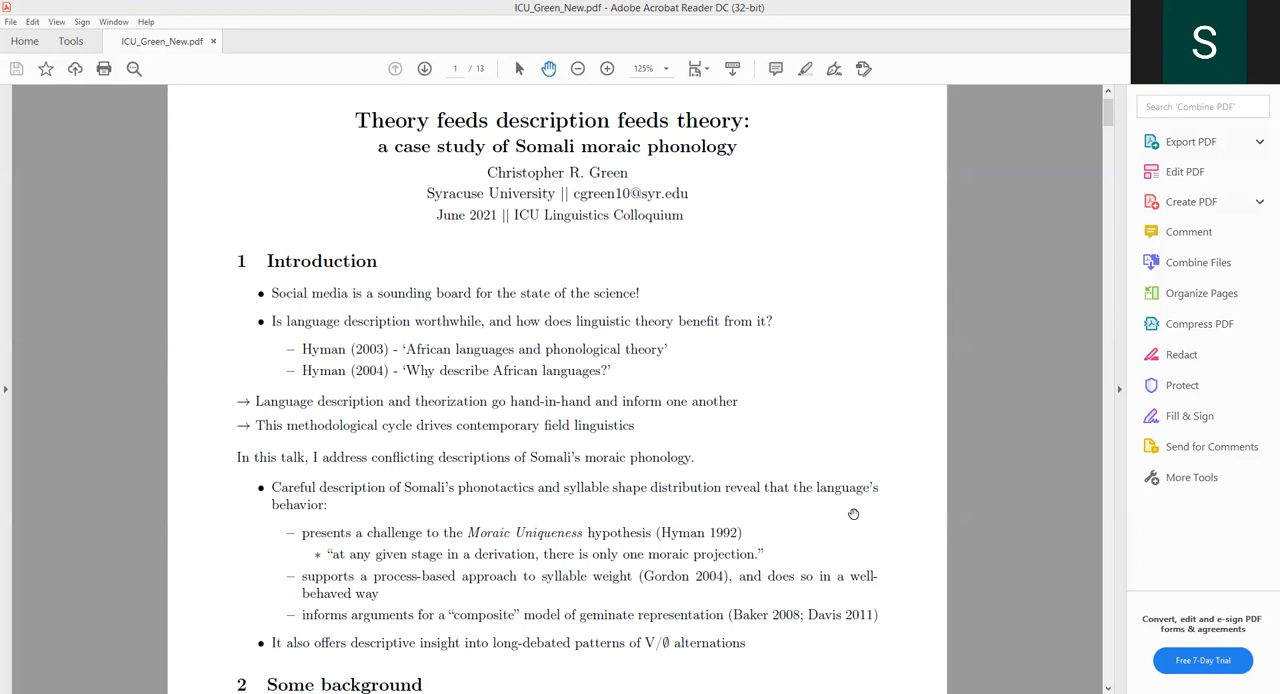 ICU_Green_New.pdf - Adobe Acrobat Reader DC (32-bit)
File Edit View Sign Window Help
Home Tools ICU_Green_New.pdf ×
1 / 13 125%
S
Theory feeds description feeds theory:
a case study of Somali moraic phonology
Christopher R. Green
Syracuse University || cgreen10@syr.edu
June 2021 || ICU Linguistics Colloquium
1 Introduction
• Social media is a sounding board for the state of the science!
• Is language description worthwhile, and how does linguistic theory benefit from it?
– Hyman (2003) - ‘African languages and phonological theory’
– Hyman (2004) - ‘Why describe African languages?’
→ Language description and theorization go hand-in-hand and inform one another
→ This methodological cycle drives contemporary field linguistics
In this talk, I address conflicting descriptions of Somali’s moraic phonology.
• Careful description of Somali’s phonotactics and syllable shape distribution reveal that the language’s
behavior:
– presents a challenge to the Moraic Uniqueness hypothesis (Hyman 1992)
∗ “at any given stage in a derivation, there is only one moraic projection.”
– supports a process-based approach to syllable weight (Gordon 2004), and does so in a well-
behaved way
– informs arguments for a “composite” model of geminate representation (Baker 2008; Davis 2011)
• It also offers descriptive insight into long-debated patterns of V/∅ alternations
2 Some background
Search 'Combine PDF'
Export PDF
Edit PDF
Create PDF
Comment
Combine Files
Organize Pages
Compress PDF
Redact
Protect
Fill & Sign
Send for Comments
More Tools
Convert, edit and e-sign PDF
forms & agreements
Free 7-Day Trial